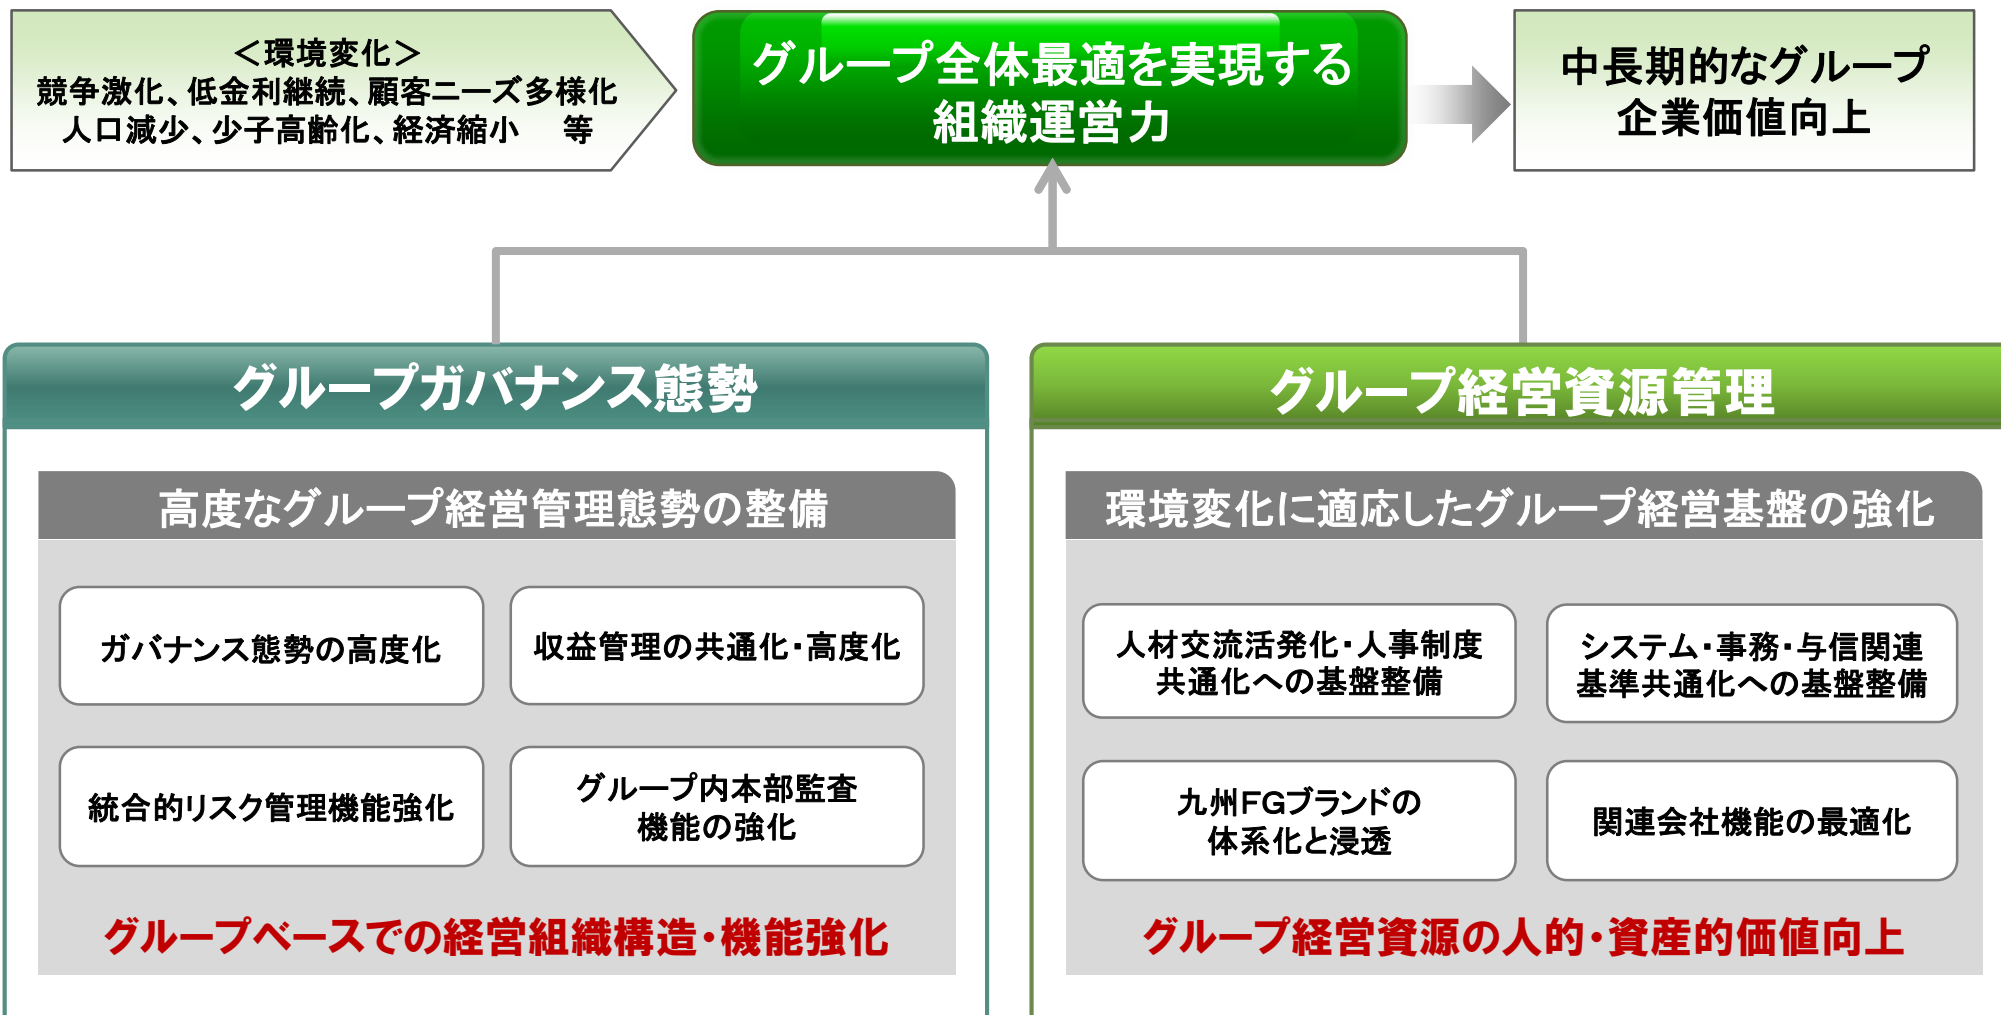 ＜環境変化＞
競争激化、低金利継続、顧客ニーズ多様化
人口減少、少子高齢化、経済縮小　等
グループ全体最適を実現する
組織運営力
中長期的なグループ
企業価値向上
グループガバナンス態勢
高度なグループ経営管理態勢の整備
ガバナンス態勢の高度化
収益管理の共通化・高度化
統合的リスク管理機能強化
グループ内本部監査
機能の強化
グループベースでの経営組織構造・機能強化
グループ経営資源管理
環境変化に適応したグループ経営基盤の強化
人材交流活発化・人事制度
共通化への基盤整備
システム・事務・与信関連
基準共通化への基盤整備
九州FGブランドの
体系化と浸透
関連会社機能の最適化
グループ経営資源の人的・資産的価値向上